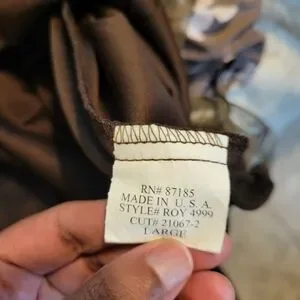 RN# 87185
MADE IN U. S. A.
STYLE# ROY 4999
CUT# 21067-2
LARGE